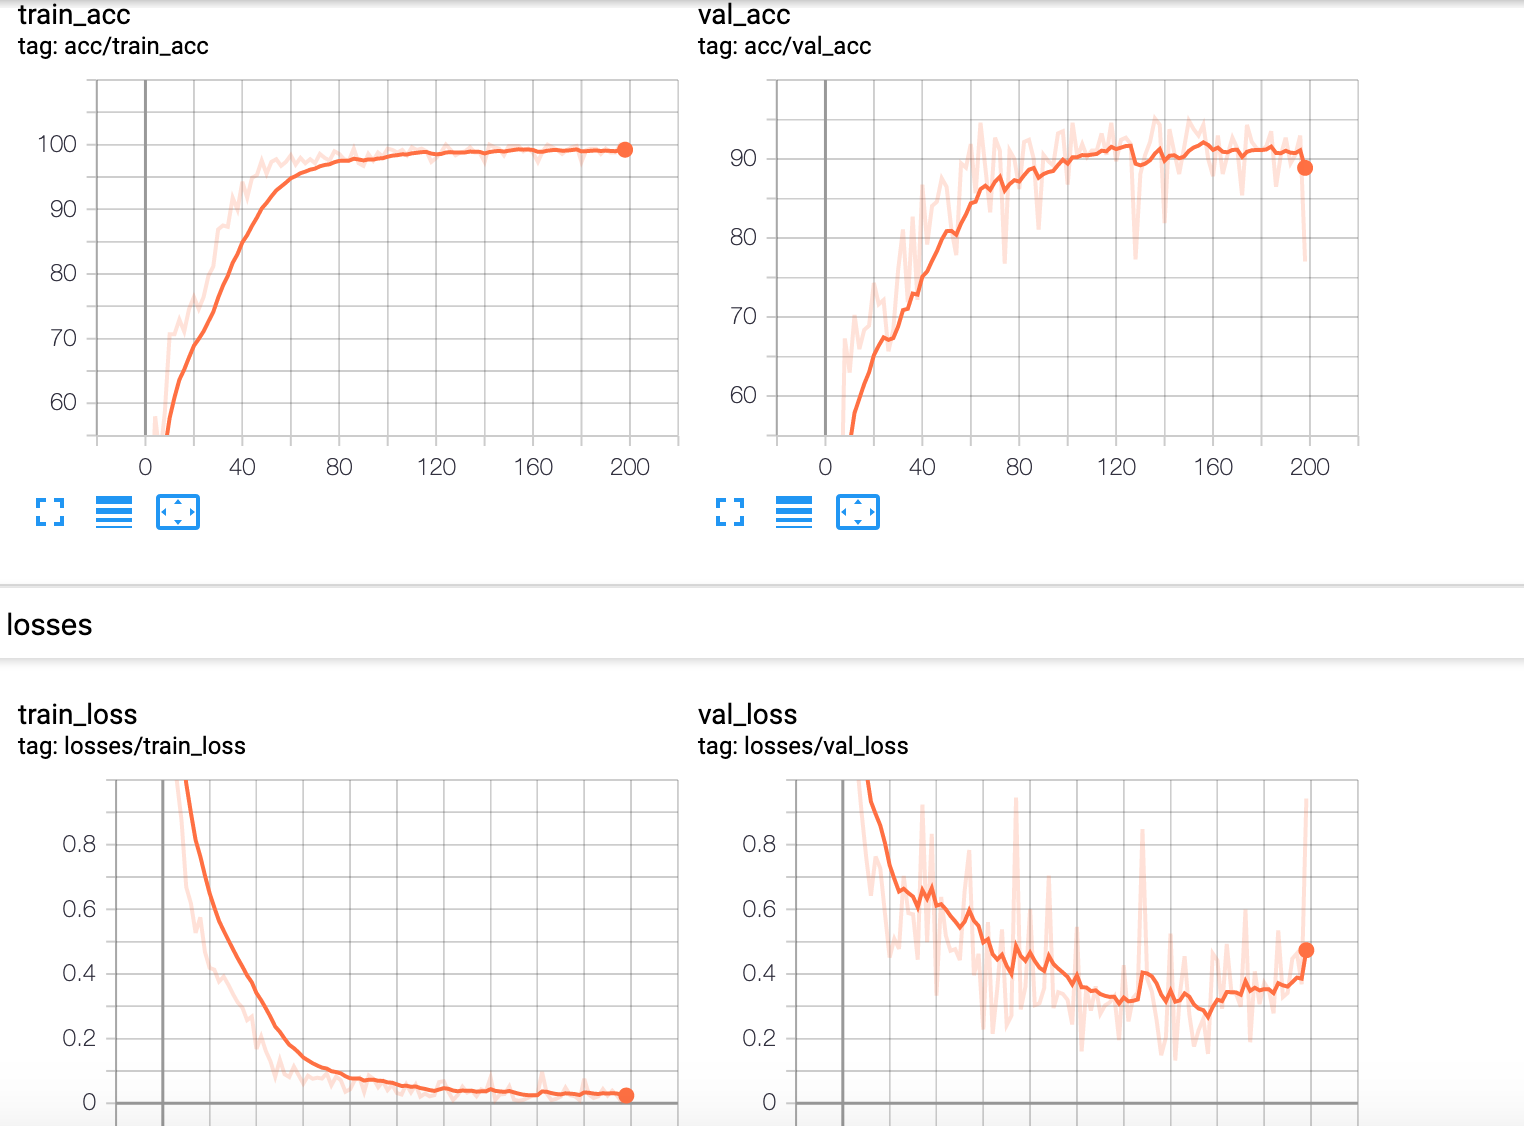 train_acc
tag: acc/train_acc
100
90
80
70
60
0 40 80 120 160 200
val_acc
tag: acc/val_acc
90
80
70
60
0 40 80 120 160 200
losses
train_loss
tag: losses/train_loss
0.8
0.6
0.4
0.2
0
val_loss
tag: losses/val_loss
0.8
0.6
0.4
0.2
0